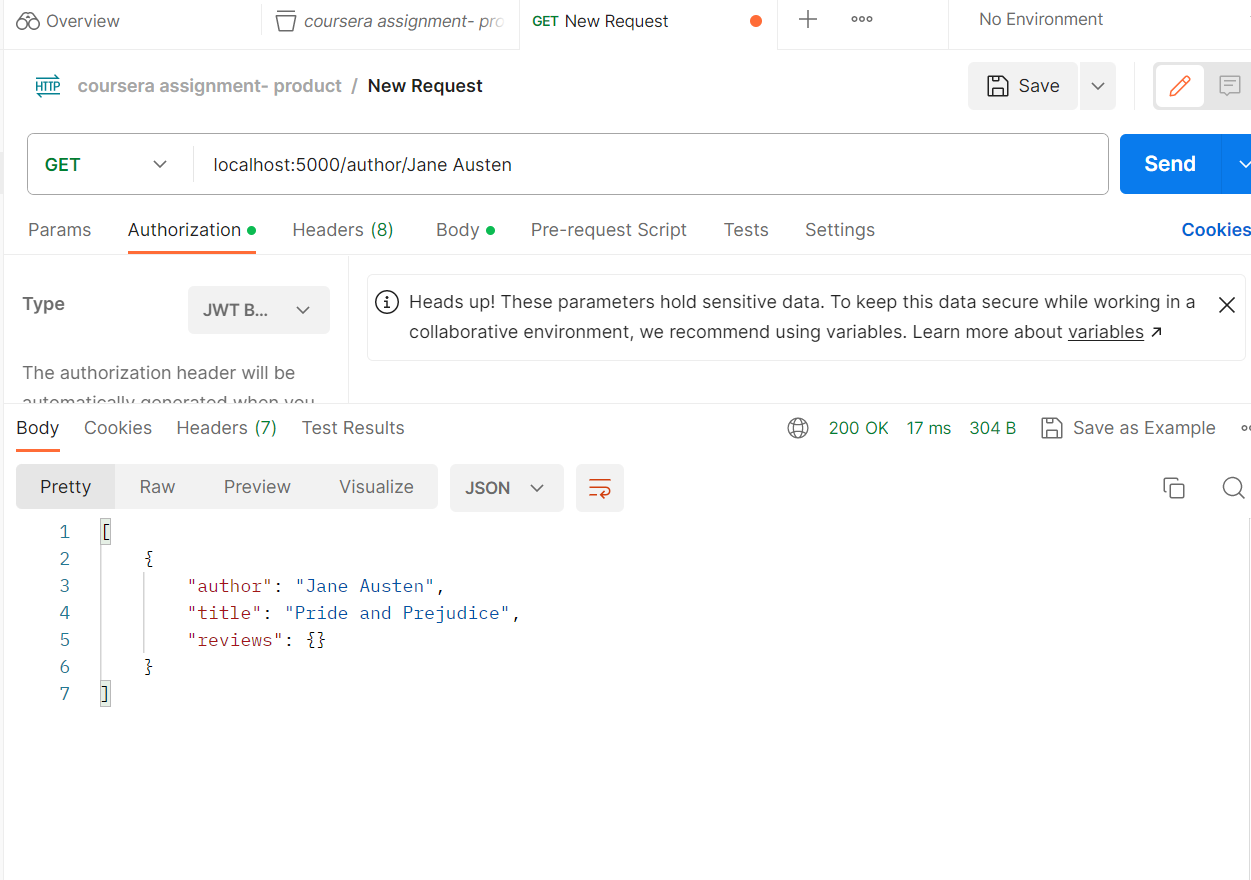 Overview
coursera assignment- pro
GET New Request
No Environment
HTTP coursera assignment- product / New Request
Save
GET
localhost:5000/author/Jane Austen
Send
Params Authorization Headers (8) Body Pre-request Script Tests Settings Cookies
Type
JWT B...
The authorization header will be
automatically generated when you
Heads up! These parameters hold sensitive data. To keep this data secure while working in a
collaborative environment, we recommend using variables. Learn more about variables ↗
Body Cookies Headers (7) Test Results
200 OK 17 ms 304 B Save as Example
Pretty Raw Preview Visualize JSON
1 [
2 {
3 "author": "Jane Austen",
4 "title": "Pride and Prejudice",
5 "reviews": {}
6 }
7 ]